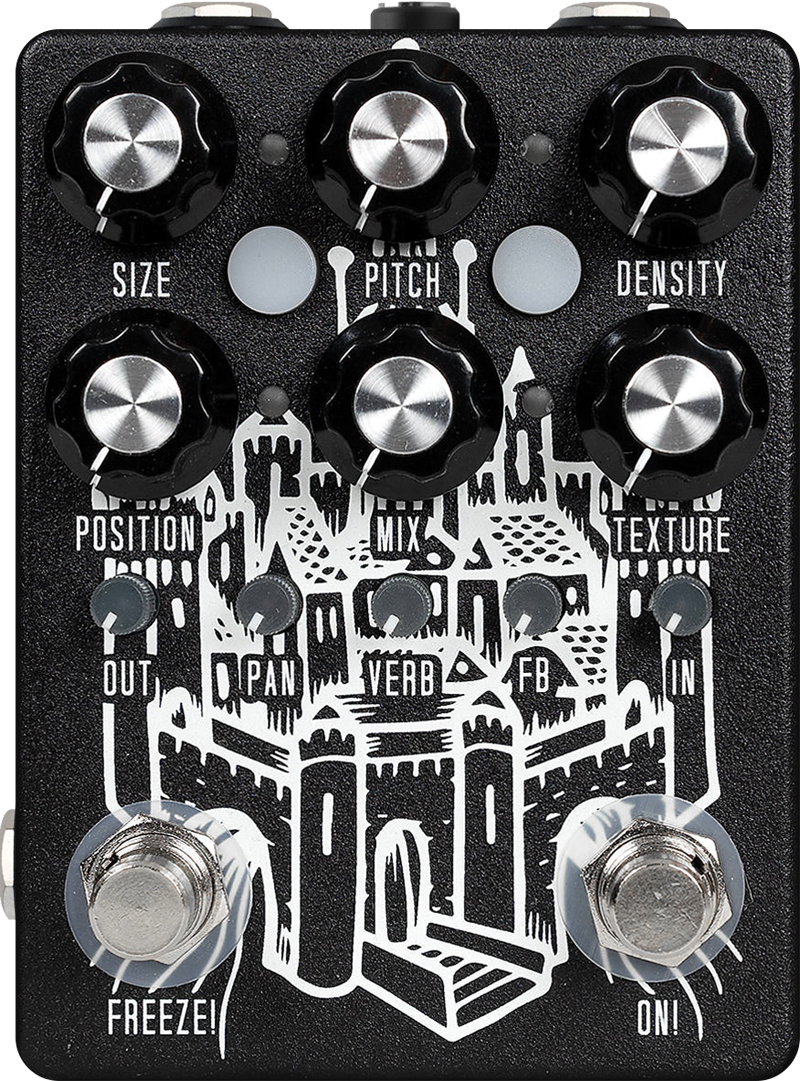 SIZE PITCH DENSITY
POSITION MIX TEXTURE
OUT PAN VERB FB IN
FREEZE! ON!